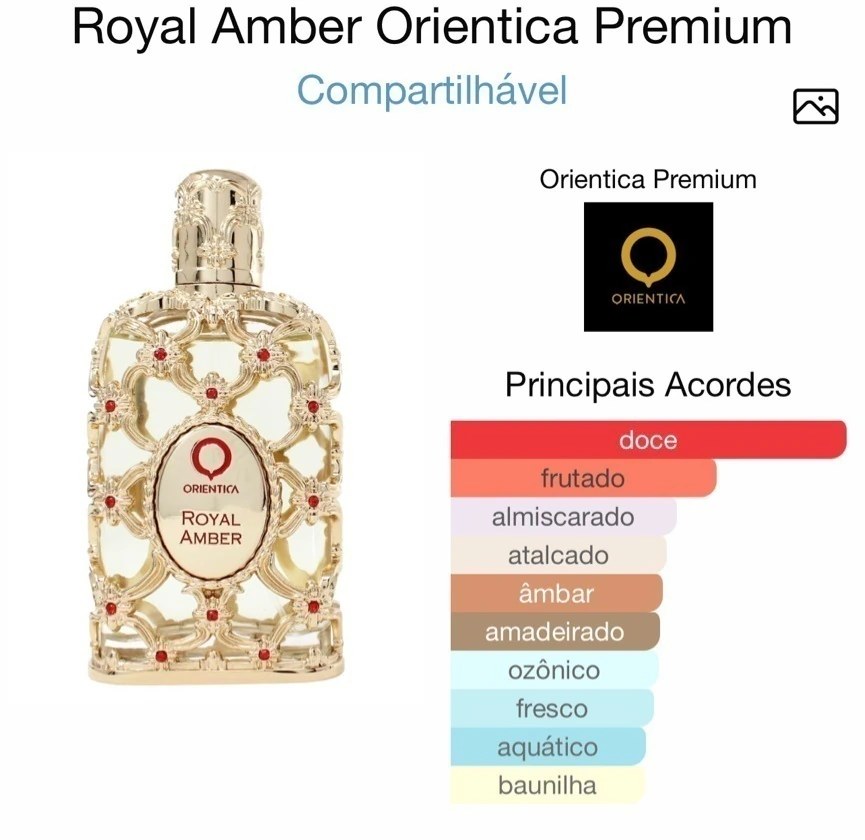 Royal Amber Orientica Premium
Compartilhável
Orientica Premium
ORIENTICA
ORIENTICA
ROYAL
AMBER
Principais Acordes
doce
frutado
almiscarado
atalcado
âmbar
amadeirado
ozônico
fresco
aquático
baunilha